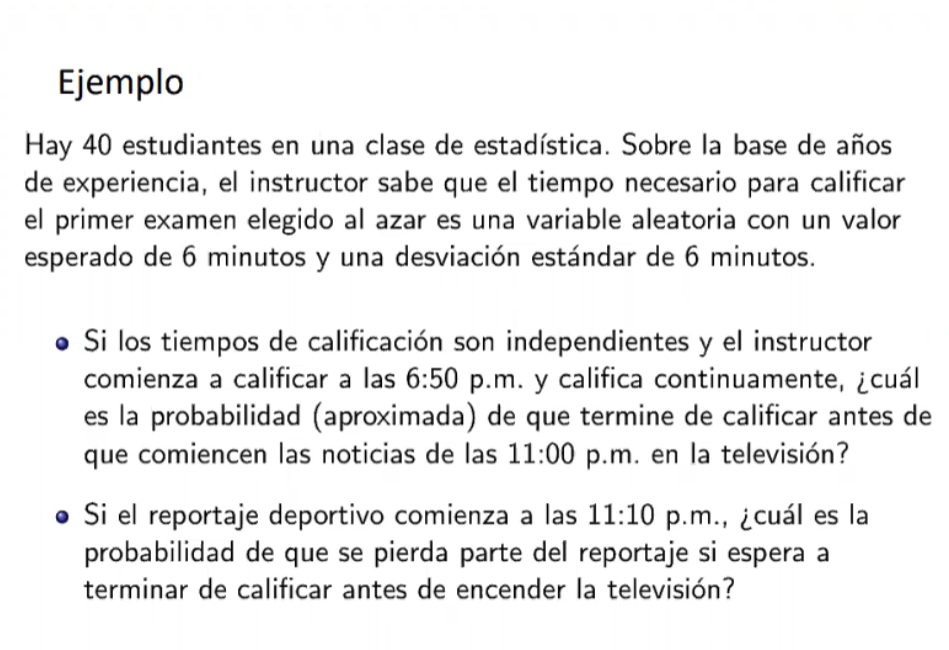 Ejemplo
Hay 40 estudiantes en una clase de estadística. Sobre la base de años
de experiencia, el instructor sabe que el tiempo necesario para calificar
el primer examen elegido al azar es una variable aleatoria con un valor
esperado de 6 minutos y una desviación estándar de 6 minutos.
Si los tiempos de calificación son independientes y el instructor
comienza a calificar a las 6:50 p.m. y califica continuamente, ¿cuál
es la probabilidad (aproximada) de que termine de calificar antes de
que comiencen las noticias de las 11:00 p.m. en la televisión?
Si el reportaje deportivo comienza a las 11:10 p.m., ¿cuál es la
probabilidad de que se pierda parte del reportaje si espera a
terminar de calificar antes de encender la televisión?